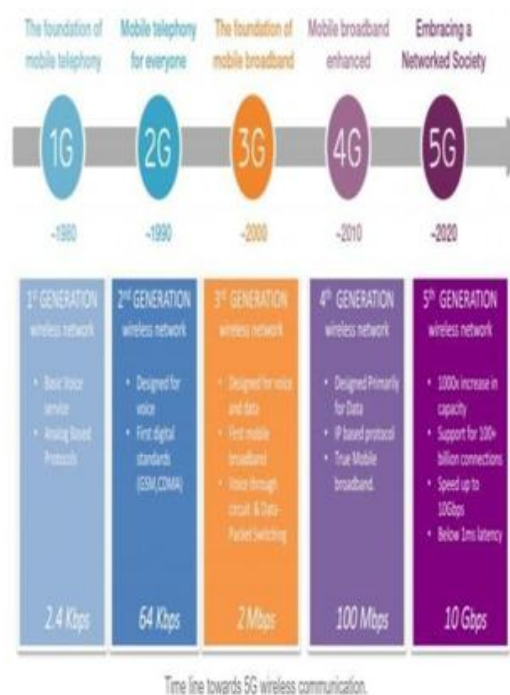 The foundation of
mobile telephony
Mobile telephony
for everyone
The foundation of
mobile broadband
Mobile broadband
enhanced
Embracing a
Networked Society
1G
2G
3G
4G
5G
~1980
~1990
~2000
~2010
~2020
1st GENERATION
wireless network
• Basic Voice
service
• Analog Based
Protocols
2.4 Kbps
2nd GENERATION
wireless network
• Designed for
voice
• First digital
standards
(GSM,CDMA)
64 Kbps
3rd GENERATION
wireless network
• Designed for voice
and data
• First mobile
broadband
• Voice through
circuit & Data-
Packet Switching
2 Mbps
4th GENERATION
wireless network
• Designed Primarily
for Data
• IP based protocol
• True Mobile
broadband.
100 Mbps
5th GENERATION
wireless network
• 1000x increase in
capacity
• Support for 100+
billion connections
• Speed up to
10Gbps
• Below 1ms latency
10 Gbps
Time line towards 5G wireless communication.